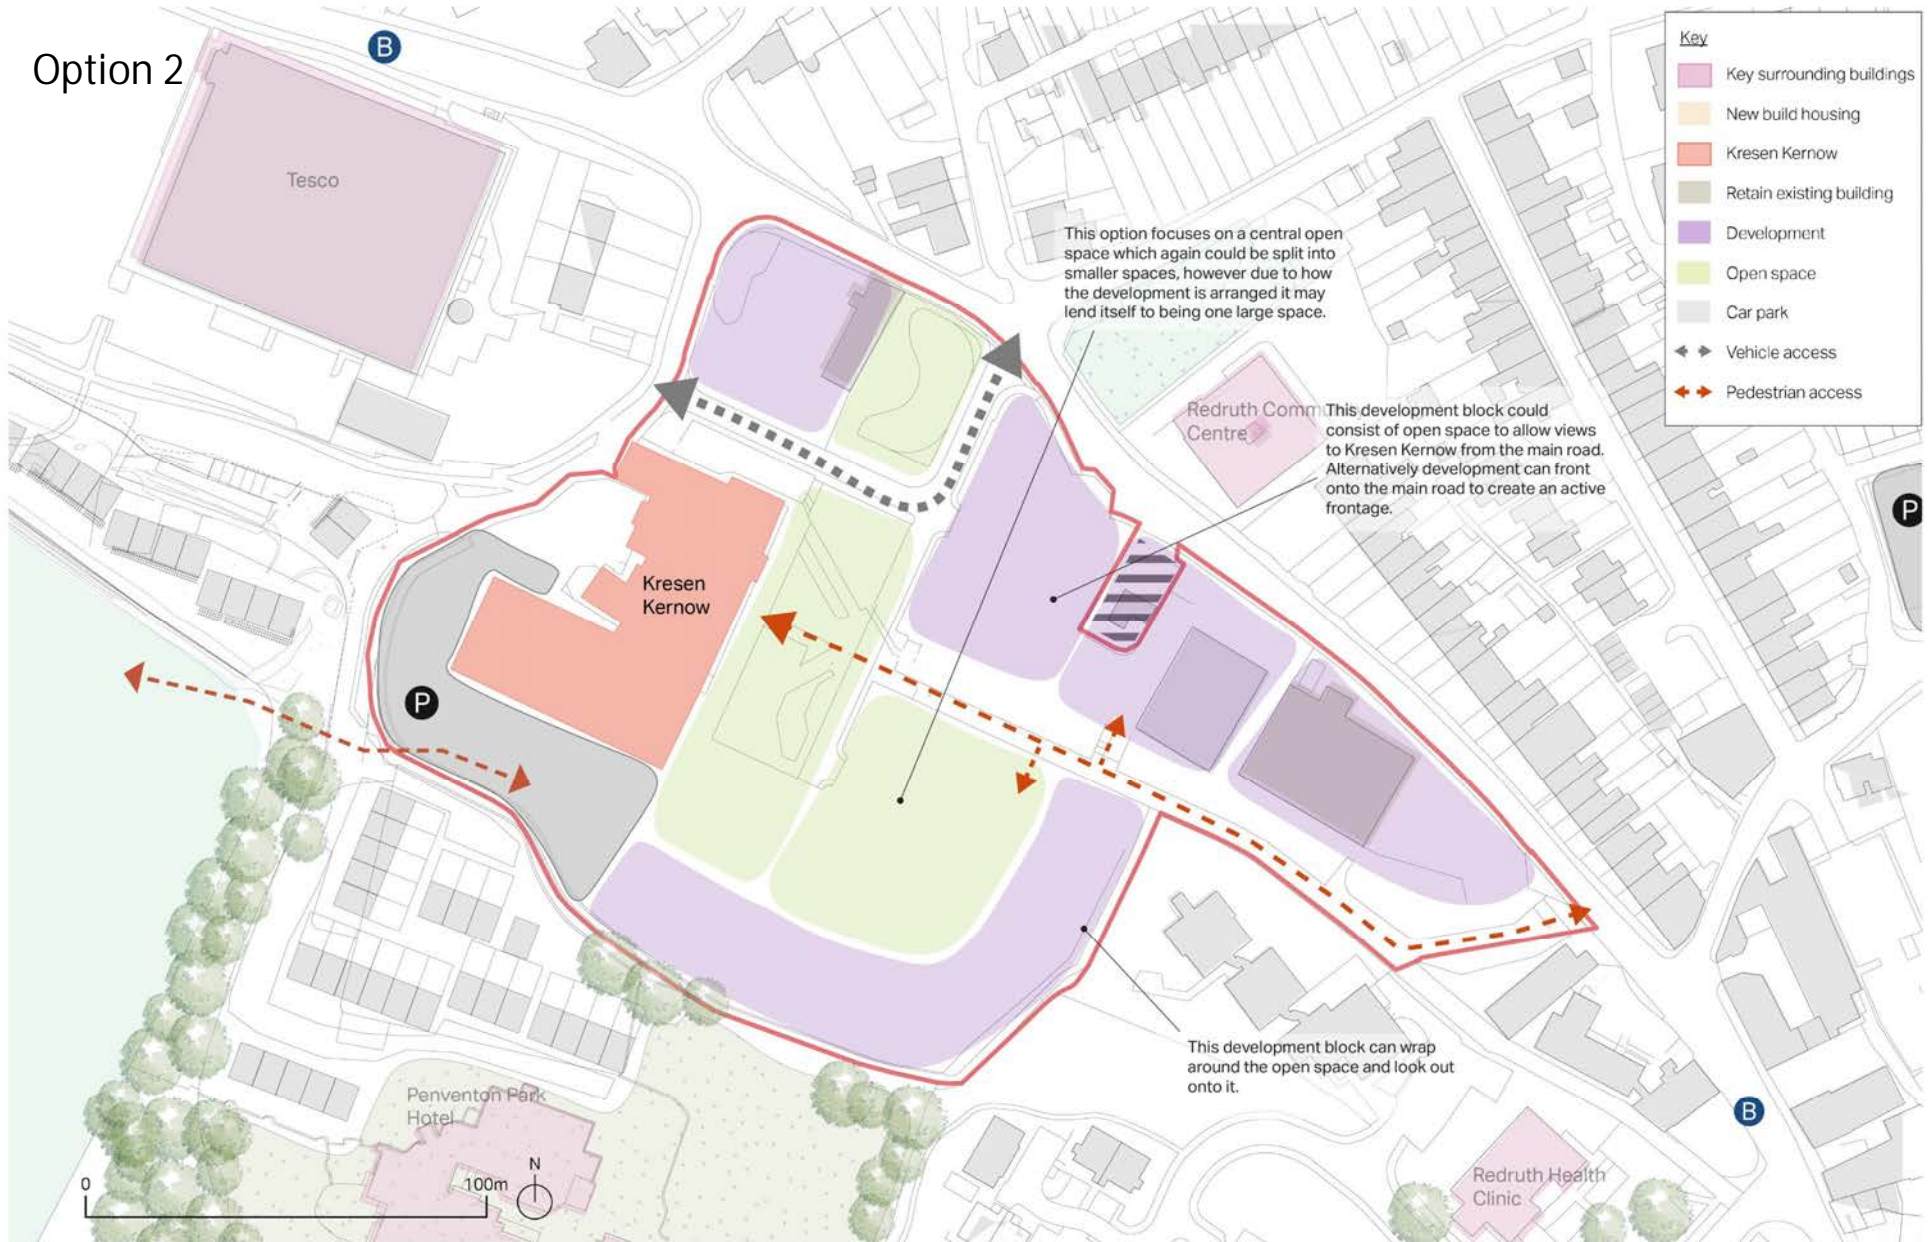 Option 2
B
Tesco
Key
Key surrounding buildings
New build housing
Kresen Kernow
Retain existing building
Development
Open space
Car park
Vehicle access
Pedestrian access
This option focuses on a central open
space which again could be split into
smaller spaces, however due to how
the development is arranged it may
lend itself to being one large space.
Redruth Comm
Centre
This development block could
consist of open space to allow views
to Kresen Kernow from the main road.
Alternatively development can front
onto the main road to create an active
frontage.
P
Kresen
Kernow
P
This development block can wrap
around the open space and look out
onto it.
Penventon Park
Hotel
B
Redruth Health
Clinic
N
0
100m